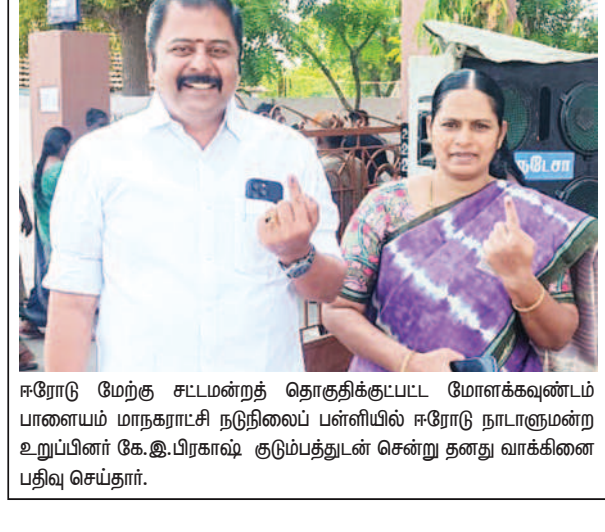 டேசா
ஈரோடு மேற்கு சட்டமன்றத் தொகுதிக்குட்பட்ட மோளக்கவுண்டம்
பாளையம் மாநகராட்சி நடுநிலைப் பள்ளியில் ஈரோடு நாடாளுமன்ற
உறுப்பினர் கே.இ.பிரகாஷ் குடும்பத்துடன் சென்று தனது வாக்கினை
பதிவு செய்தார்.